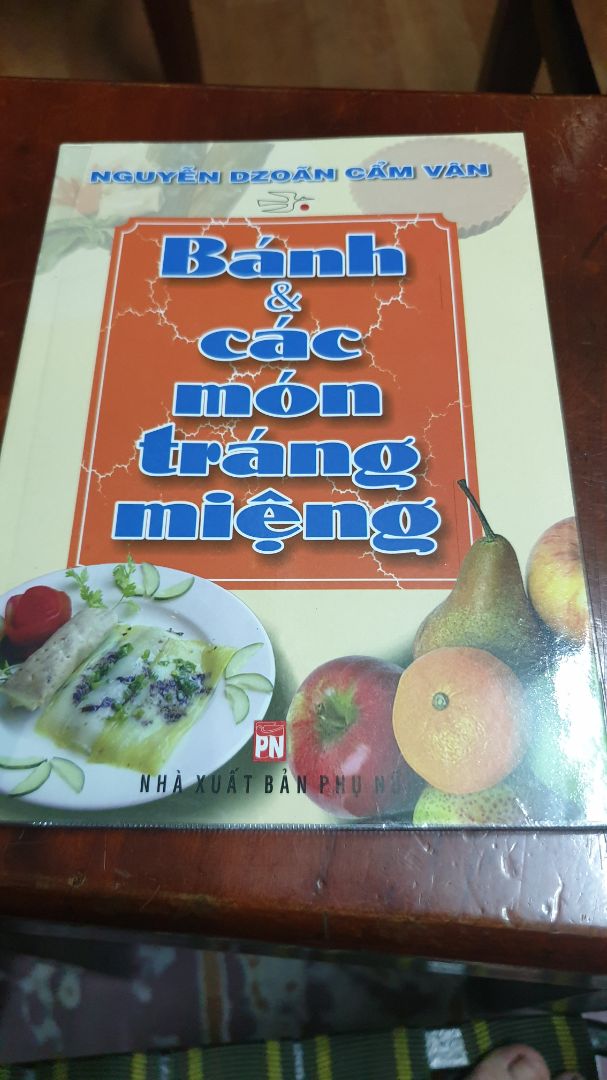 NGUYỄN DZOÃN CẨM VÂN
Bánh
&
các
món
tráng
miệng
PN
NHÀ XUẤT BẢN PHỤ NỮ